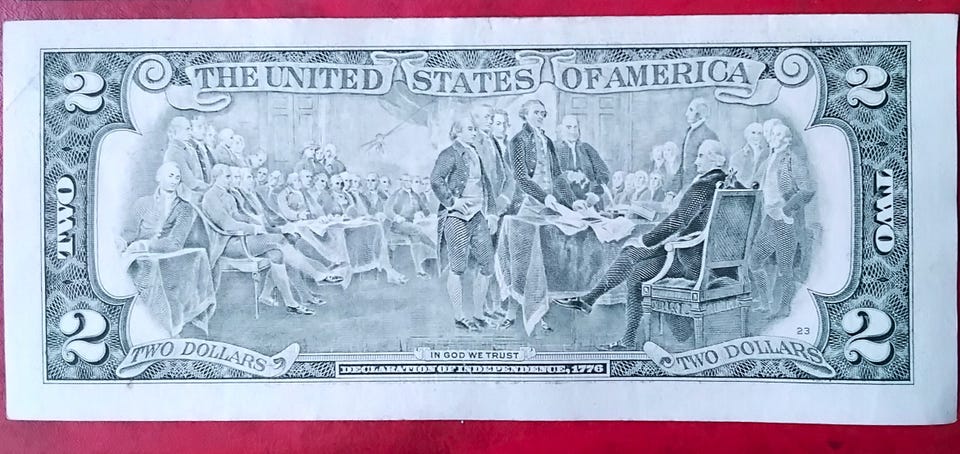 2
THE UNITED STATES OF AMERICA
2
TWO
TWO
2
TWO DOLLARS
IN GOD WE TRUST
DECLARATION OF INDEPENDENCE, 1776
23
TWO DOLLARS
2